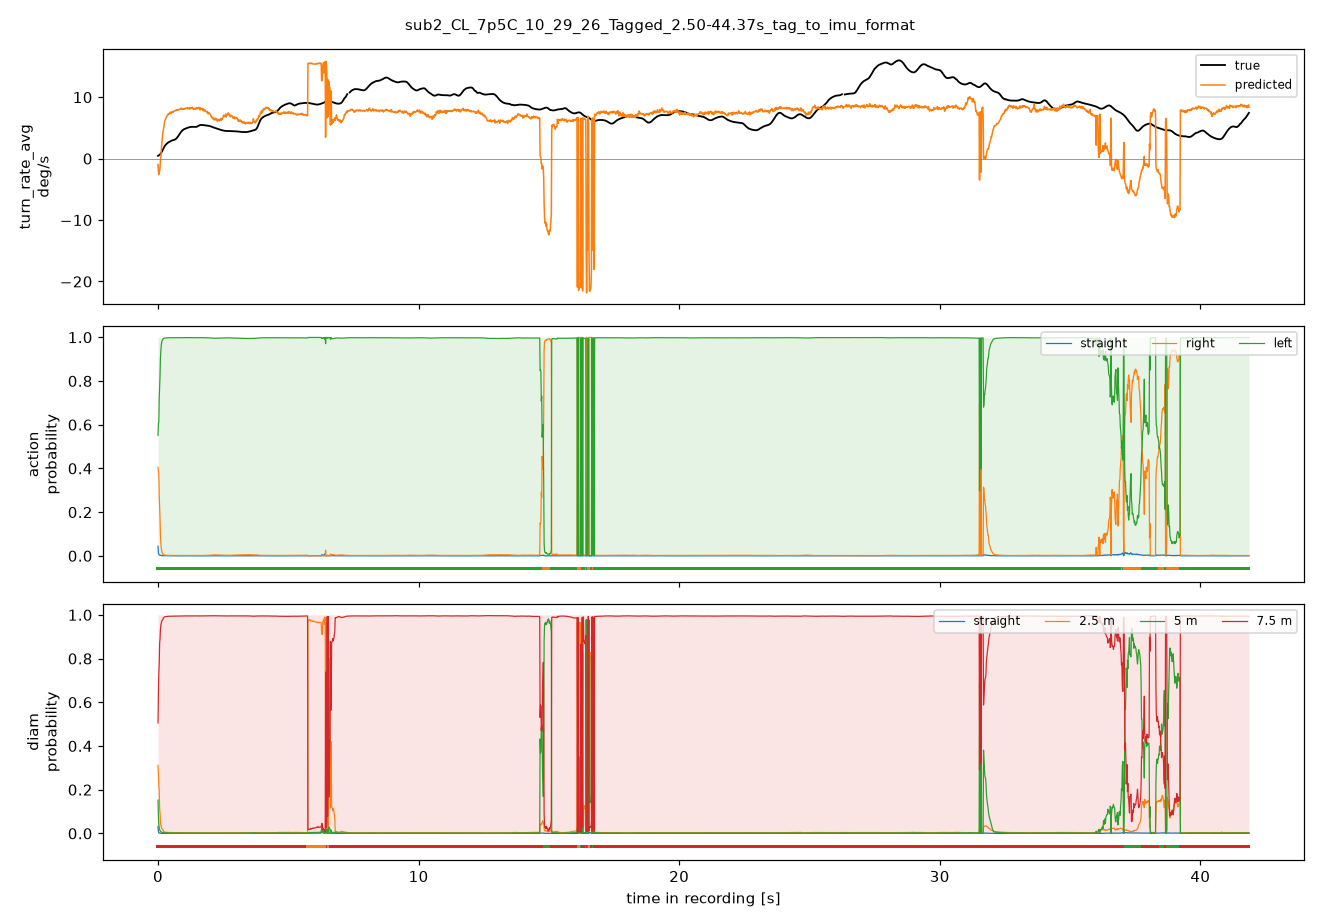 sub2_CL_7p5C_10_29_26_Tagged_2.50-44.37s_tag_to_imu_format
turn_rate_avg
deg/s
10
0
−10
−20
true
predicted
action
probability
1.0
0.8
0.6
0.4
0.2
0.0
straight right left
diam
probability
1.0
0.8
0.6
0.4
0.2
0.0
straight 2.5 m 5 m 7.5 m
0 10 20 30 40
time in recording [s]